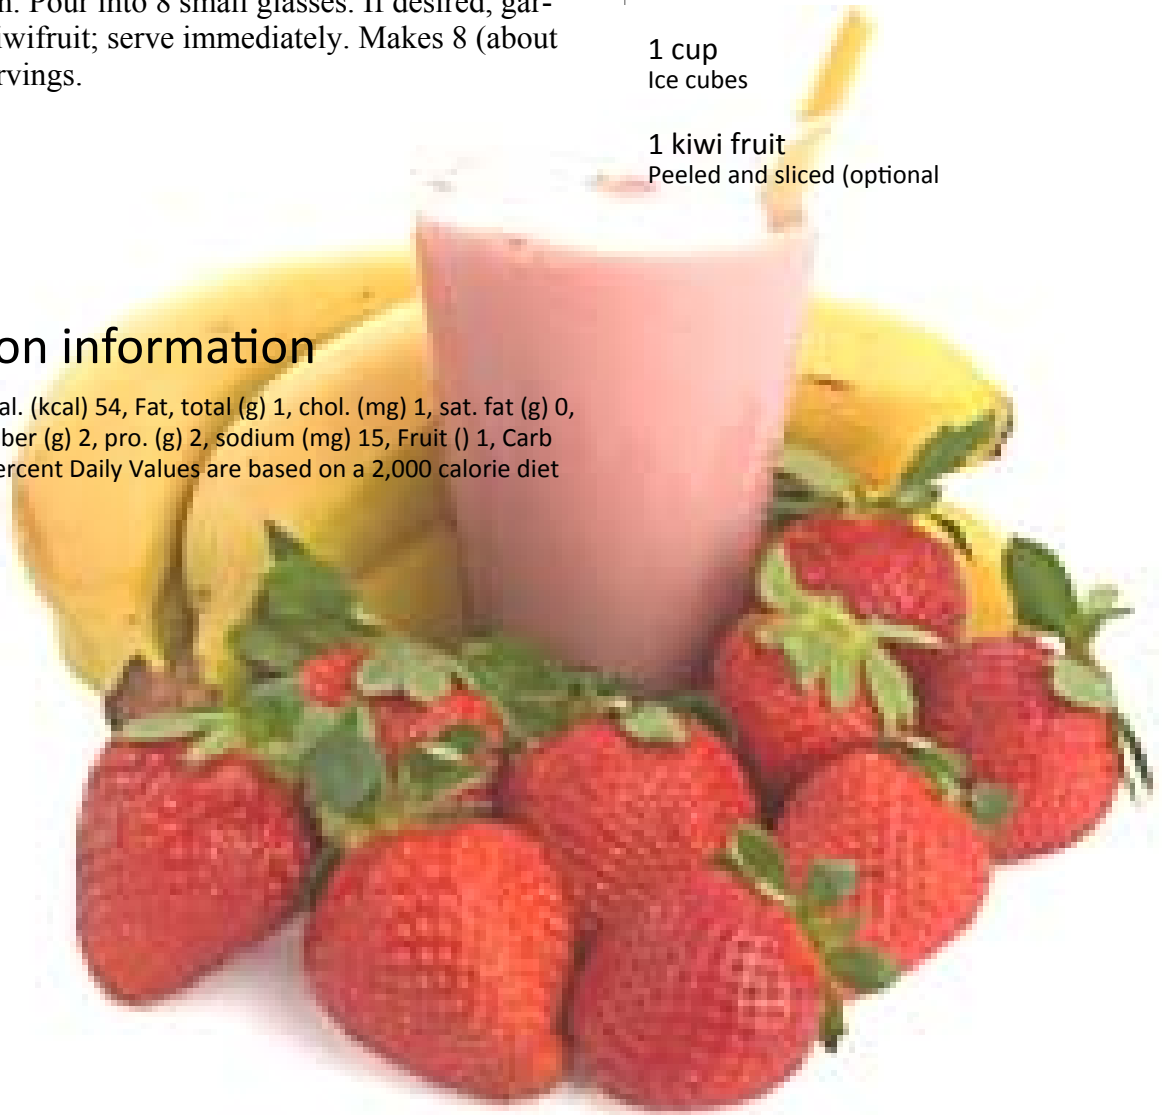 n. Pour into 8 small glasses. If desired, gar-
iwifruit; serve immediately. Makes 8 (about
rvings.
1 cup
Ice cubes
1 kiwi fruit
Peeled and sliced (optional
on information
al. (kcal) 54, Fat, total (g) 1, chol. (mg) 1, sat. fat (g) 0,
ber (g) 2, pro. (g) 2, sodium (mg) 15, Fruit () 1, Carb
ercent Daily Values are based on a 2,000 calorie diet